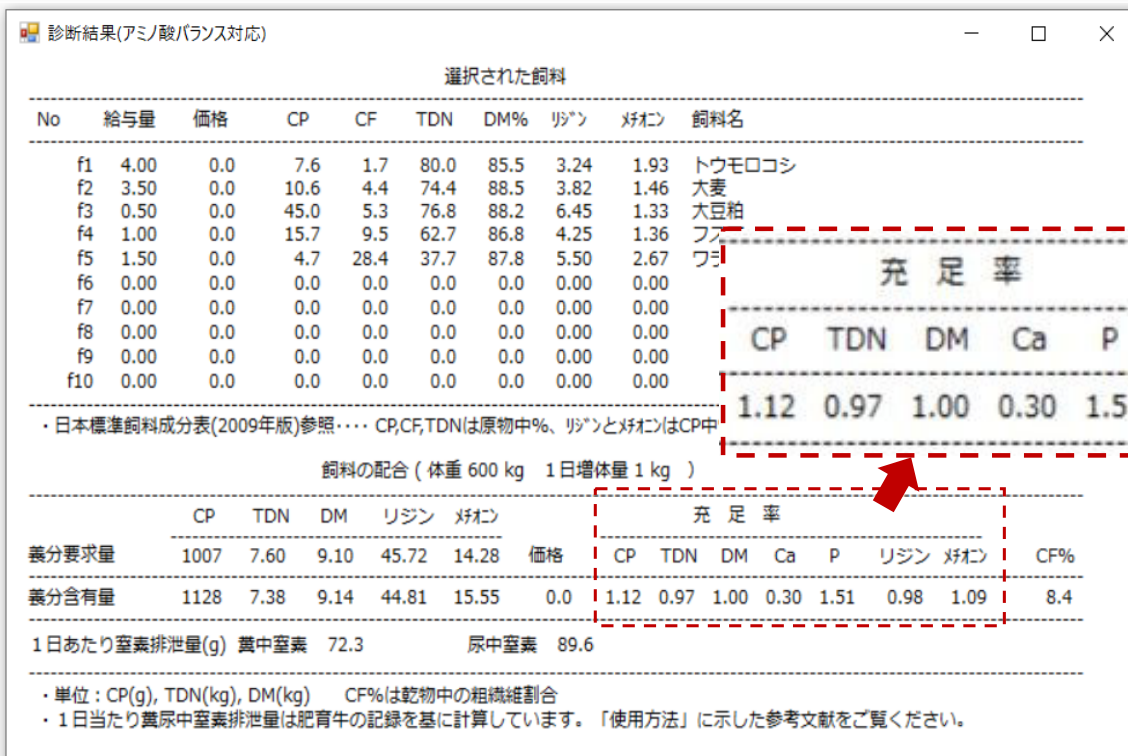 診断結果(アミノ酸バランス対応)
選択された飼料
No 給与量 価格 CP CF TDN DM% ﾘｼﾞﾝ ﾒﾁｵﾆﾝ 飼料名
f1 4.00 0.0 7.6 1.7 80.0 85.5 3.24 1.93 トウモロコシ
f2 3.50 0.0 10.6 4.4 74.4 88.5 3.82 1.46 大麦
f3 0.50 0.0 45.0 5.3 76.8 88.2 6.45 1.33 大豆粕
f4 1.00 0.0 15.7 9.5 62.7 86.8 4.25 1.36
f5 1.50 0.0 4.7 28.4 37.7 87.8 5.50 2.67
f6 0.00 0.0 0.0 0.0 0.0 0.0 0.00 0.00
f7 0.00 0.0 0.0 0.0 0.0 0.0 0.00 0.00
f8 0.00 0.0 0.0 0.0 0.0 0.0 0.00 0.00
f9 0.00 0.0 0.0 0.0 0.0 0.0 0.00 0.00
f10 0.00 0.0 0.0 0.0 0.0 0.0 0.00 0.00
充 足 率
CP TDN DM Ca P
1.12 0.97 1.00 0.30 1.5
・日本標準飼料成分表(2009年版)参照‥‥ CP,CF,TDNは原物中%、ﾘｼﾞﾝとﾒﾁｵﾆﾝはCP中
飼料の配合 ( 体重 600 kg 1日増体量 1 kg )
充 足 率
CP TDN DM リジン ﾒﾁｵﾆﾝ
養分要求量 1007 7.60 9.10 45.72 14.28 価格 CP TDN DM Ca P リジン ﾒﾁｵﾆﾝ CF%
養分含有量 1128 7.38 9.14 44.81 15.55 0.0 1.12 0.97 1.00 0.30 1.51 0.98 1.09 8.4
1日あたり窒素排泄量(g) 糞中窒素 72.3 尿中窒素 89.6
・単位：CP(g), TDN(kg), DM(kg) CF%は乾物中の粗繊維割合
・1日当たり糞尿中窒素排泄量は肥育牛の記録を基に計算しています。「使用方法」に示した参考文献をご覧ください。